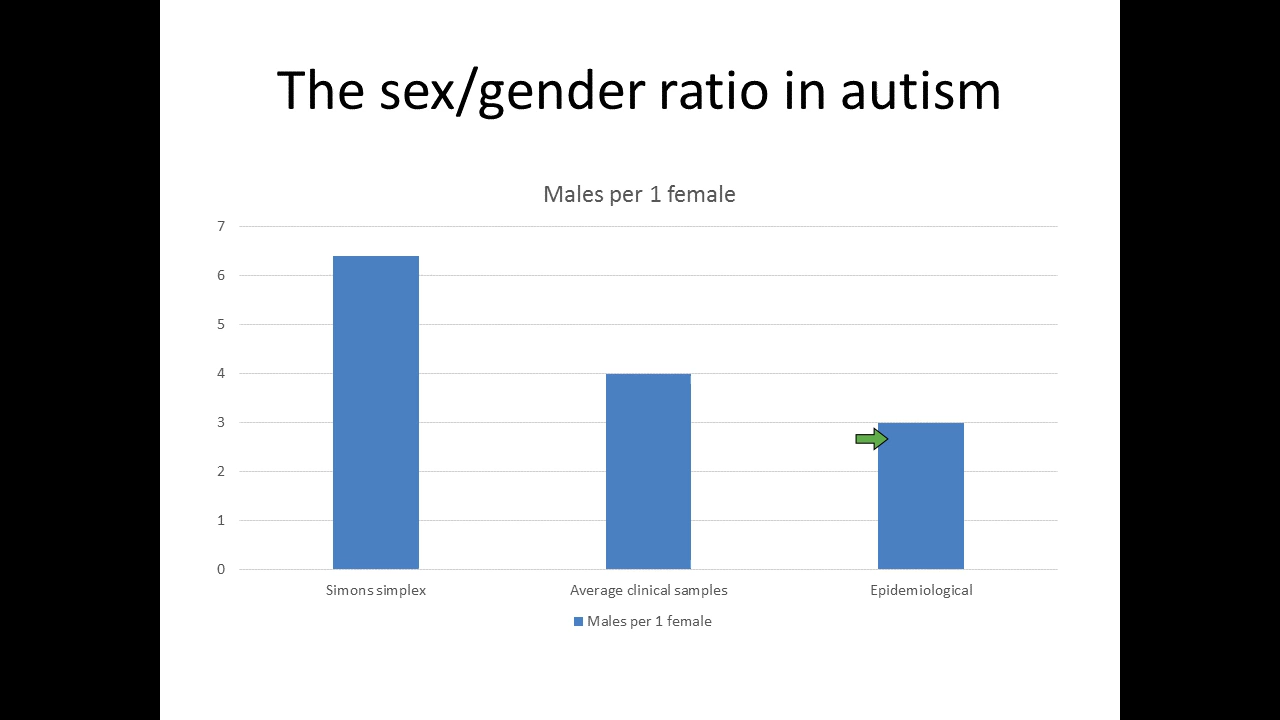 The sex/gender ratio in autism
Males per 1 female
7
6
5
4
3
2
1
0
Simons simplex
Average clinical samples
Epidemiological
Males per 1 female